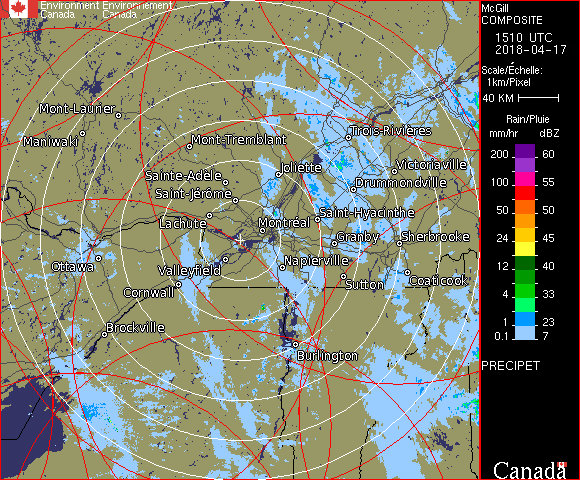 Environment Environnement
Canada Canada
McGill
COMPOSITE
1510 UTC
2018-04-17
Scale/Échelle:
1km/Pixel
40 KM
Rain/Pluie
mm/hr dBZ
200 60
100 55
50 50
24 45
12 40
4 33
1 23
0.1 7
PRECIPET
Mont-Laurier
Maniwaki
Mont-Tremblant
Trois-Rivières
Joliette
Victoriaville
Sainte-Adèle
Drummondville
Saint-Jérôme
Saint-Hyacinthe
Lachute
Montréal
Granby
Sherbrooke
Ottawa
Valleyfield
Napierville
Sutton
Coaticook
Cornwall
Brockville
Burlington
Canada